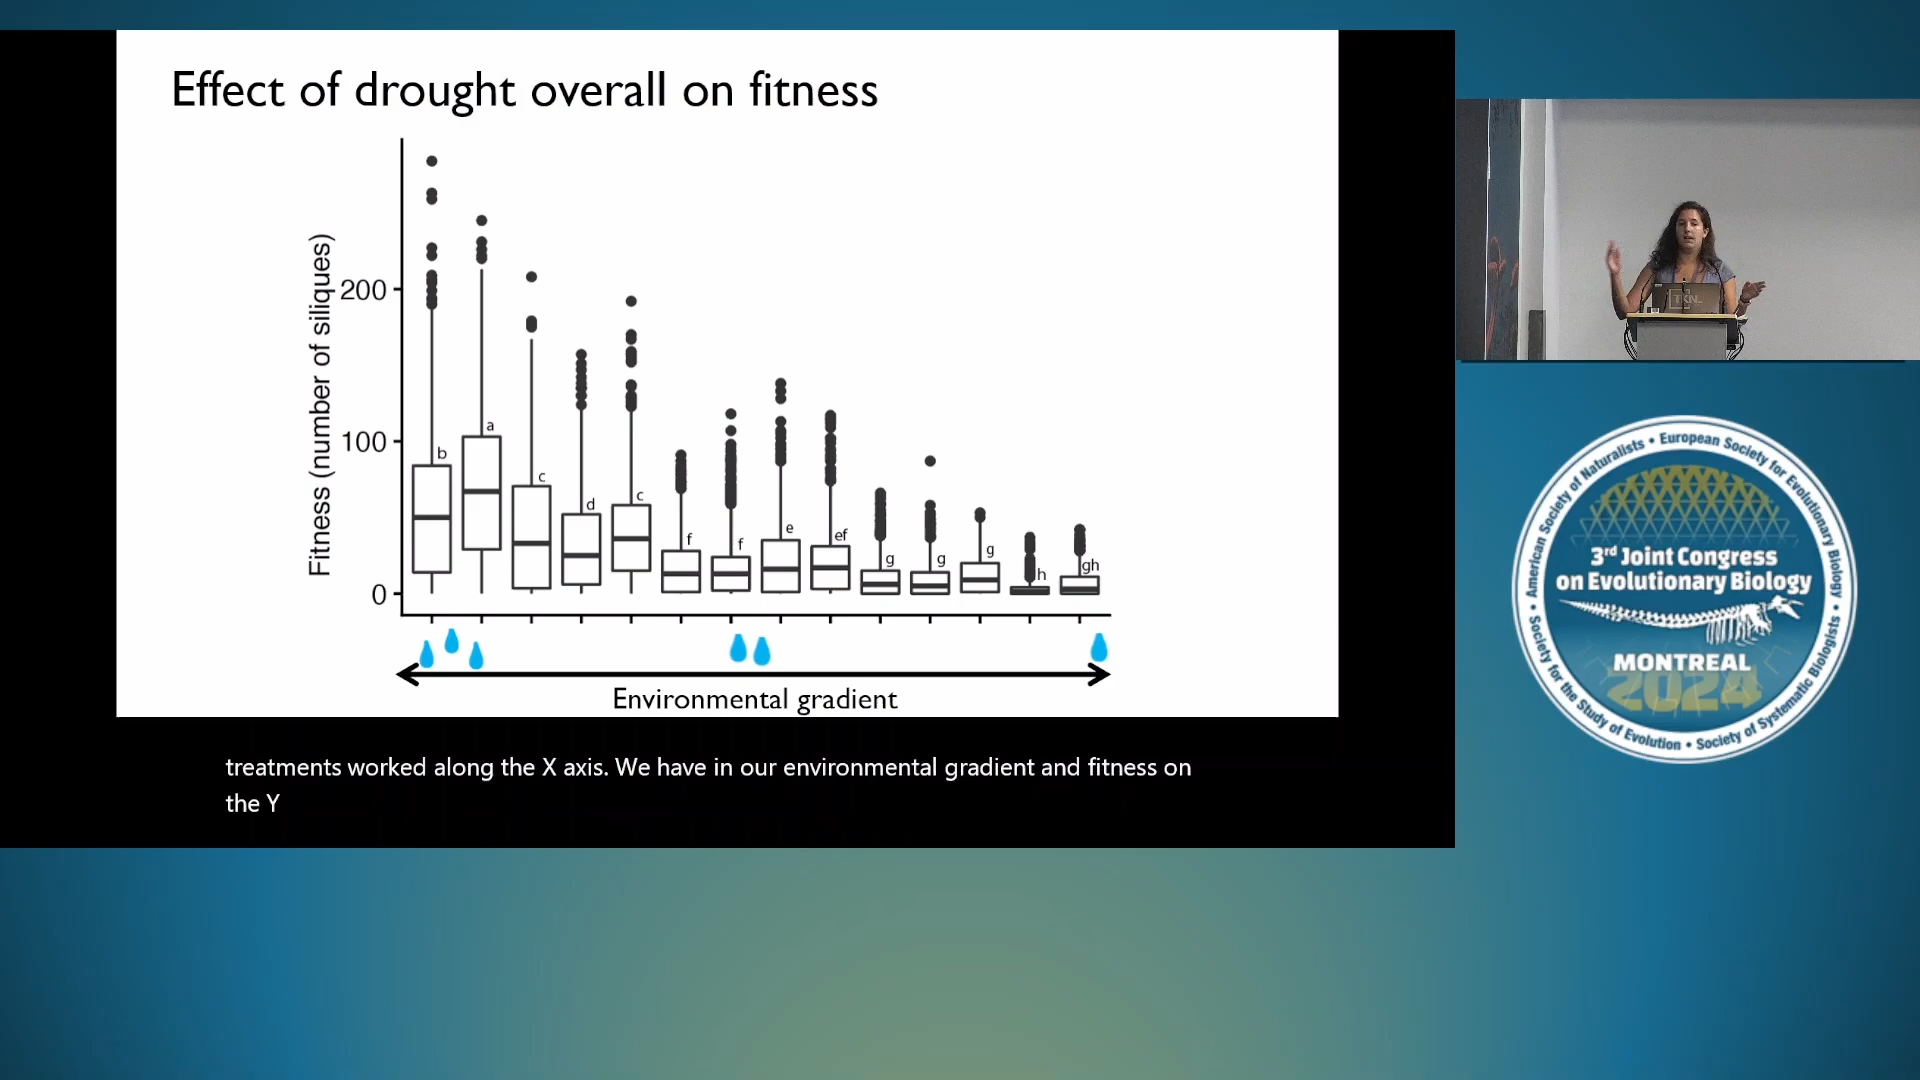 Effect of drought overall on fitness
Fitness (number of siliques)
200
100
0
b
a
c
d
c
f
f
e
ef
g
g
g
h
gh
Environmental gradient
treatments worked along the X axis. We have in our environmental gradient and fitness on
the Y
TKNL
American Society of Naturalists • European Society for Evolutionary Biology •
Society for the Study of Evolution • Society of Systematic Biologists •
3rd Joint Congress
on Evolutionary Biology
MONTREAL
2024